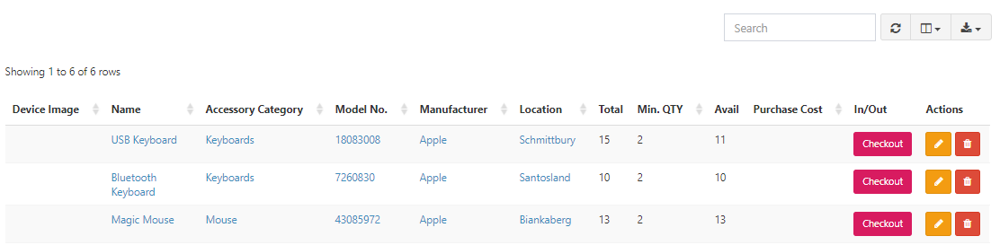 Search
Showing 1 to 6 of 6 rows
Device Image Name Accessory Category Model No. Manufacturer Location Total Min. QTY Avail Purchase Cost In/Out Actions
USB Keyboard Keyboards 18083008 Apple Schmittbury 15 2 11 Checkout
Bluetooth Keyboards 7260830 Apple Santosland 10 2 10 Checkout
Keyboard
Magic Mouse Mouse 43085972 Apple Biankaberg 13 2 13 Checkout